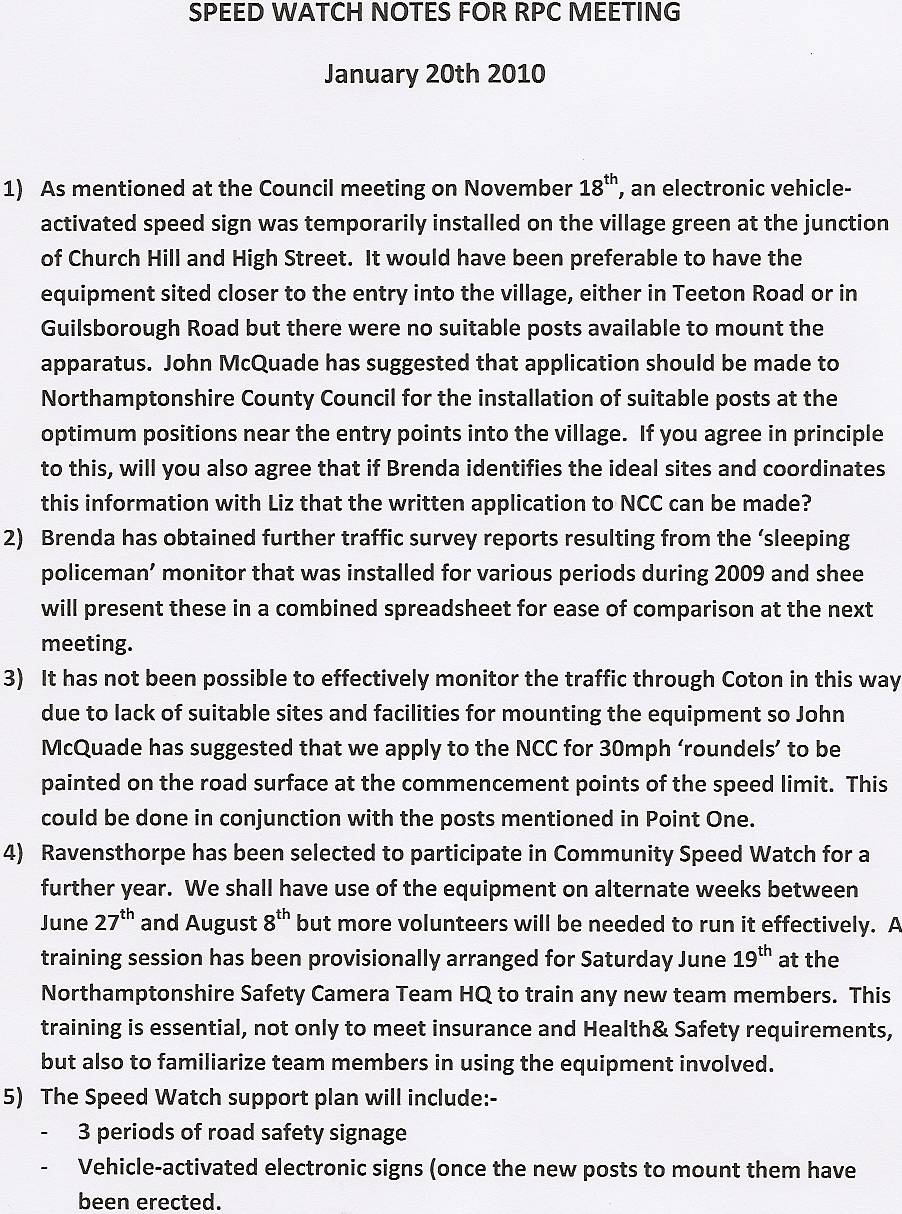 SPEED WATCH NOTES FOR RPC MEETING
January 20th 2010
1) As mentioned at the Council meeting on November 18th, an electronic vehicle-
activated speed sign was temporarily installed on the village green at the junction
of Church Hill and High Street.  It would have been preferable to have the
equipment sited closer to the entry into the village, either in Teeton Road or in
Guilsborough Road but there were no suitable posts available to mount the
apparatus.  John McQuade has suggested that application should be made to
Northamptonshire County Council for the installation of suitable posts at the
optimum positions near the entry points into the village.  If you agree in principle
to this, will you also agree that if Brenda identifies the ideal sites and coordinates
this information with Liz that the written application to NCC can be made?
2) Brenda has obtained further traffic survey reports resulting from the ‘sleeping
policeman’ monitor that was installed for various periods during 2009 and shee
will present these in a combined spreadsheet for ease of comparison at the next
meeting.
3) It has not been possible to effectively monitor the traffic through Coton in this way
due to lack of suitable sites and facilities for mounting the equipment so John
McQuade has suggested that we apply to the NCC for 30mph ‘roundels’ to be
painted on the road surface at the commencement points of the speed limit.  This
could be done in conjunction with the posts mentioned in Point One.
4) Ravensthorpe has been selected to participate in Community Speed Watch for a
further year.  We shall have use of the equipment on alternate weeks between
June 27th and August 8th but more volunteers will be needed to run it effectively.  A
training session has been provisionally arranged for Saturday June 19th at the
Northamptonshire Safety Camera Team HQ to train any new team members.  This
training is essential, not only to meet insurance and Health& Safety requirements,
but also to familiarize team members in using the equipment involved.
5) The Speed Watch support plan will include:-
- 3 periods of road safety signage
- Vehicle-activated electronic signs (once the new posts to mount them have
been erected.